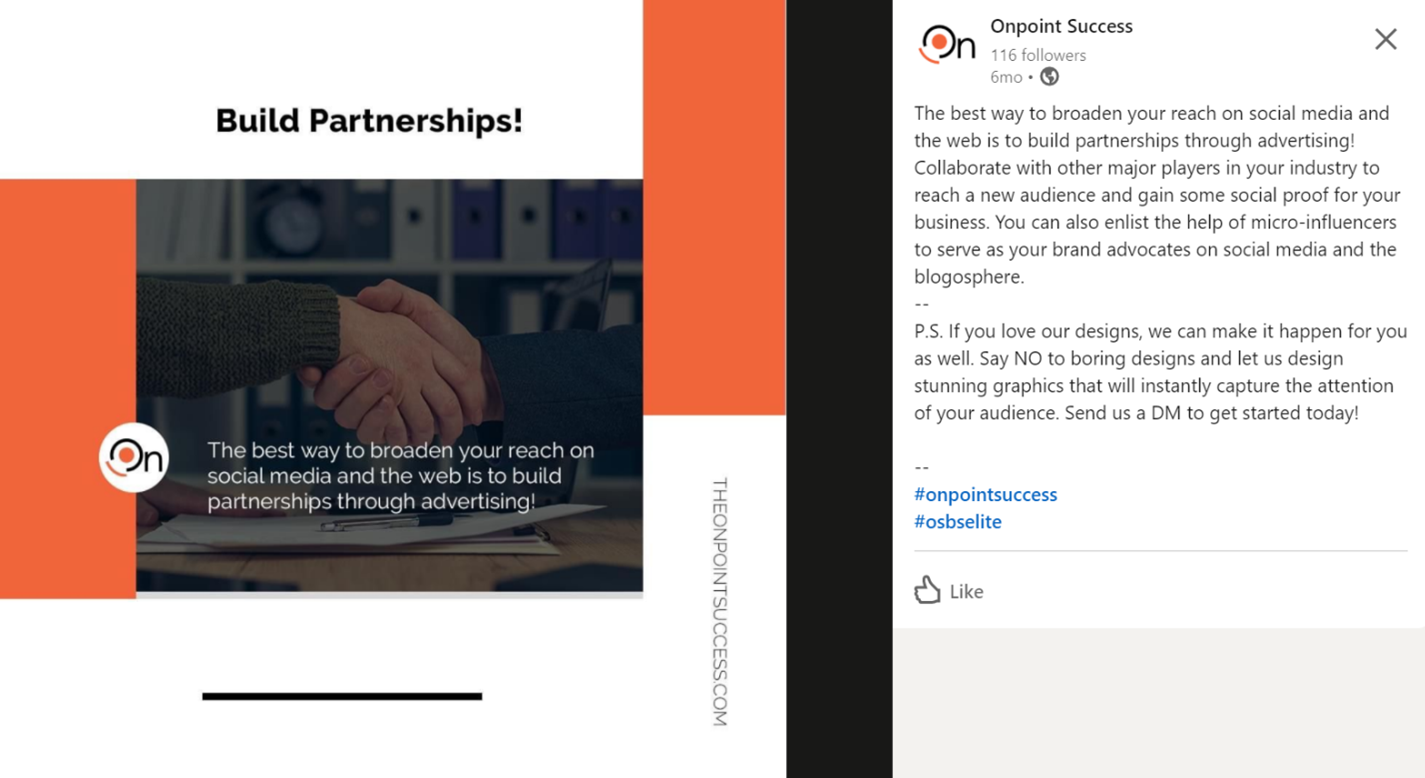 Build Partnerships!
On
The best way to broaden your reach on
social media and the web is to build
partnerships through advertising!
THEONPOINTSUCCESS.COM
On
Onpoint Success
116 followers
6mo •
The best way to broaden your reach on social media and
the web is to build partnerships through advertising!
Collaborate with other major players in your industry to
reach a new audience and gain some social proof for your
business. You can also enlist the help of micro-influencers
to serve as your brand advocates on social media and the
blogosphere.
--
P.S. If you love our designs, we can make it happen for you
as well. Say NO to boring designs and let us design
stunning graphics that will instantly capture the attention
of your audience. Send us a DM to get started today!
--
#onpointsuccess
#osbselite
Like